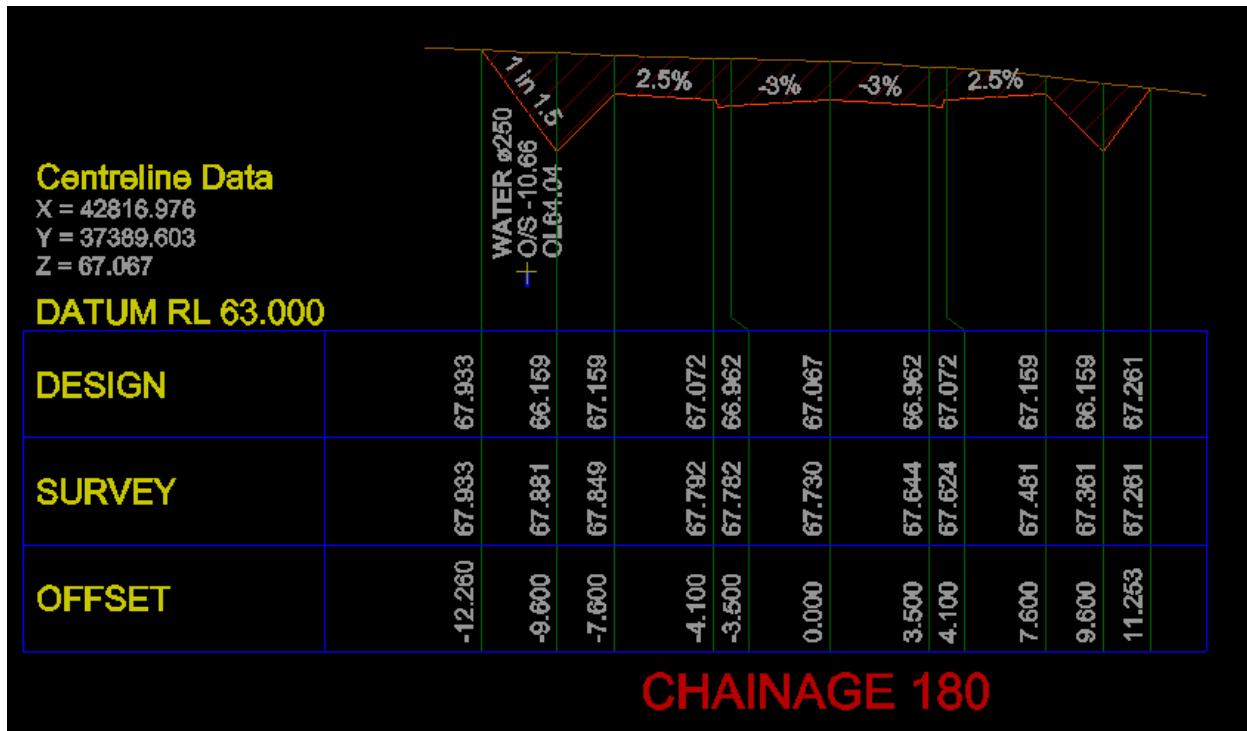 1 in 1.5
2.5%
-3%
-3%
2.5%
WATER ø250
O/S -10.66
OL64.04
Centreline Data
X = 42816.976
Y = 37389.603
Z = 67.067
DATUM RL 63.000
DESIGN 67.933 66.159 67.159 67.072 66.962 67.067 66.962 67.072 67.159 66.159 67.261
SURVEY 67.933 67.881 67.849 67.792 67.782 67.730 67.644 67.624 67.481 67.361 67.261
OFFSET -12.260 -9.600 -7.600 -4.100 -3.500 0.000 3.500 4.100 7.600 9.600 11.253
CHAINAGE 180